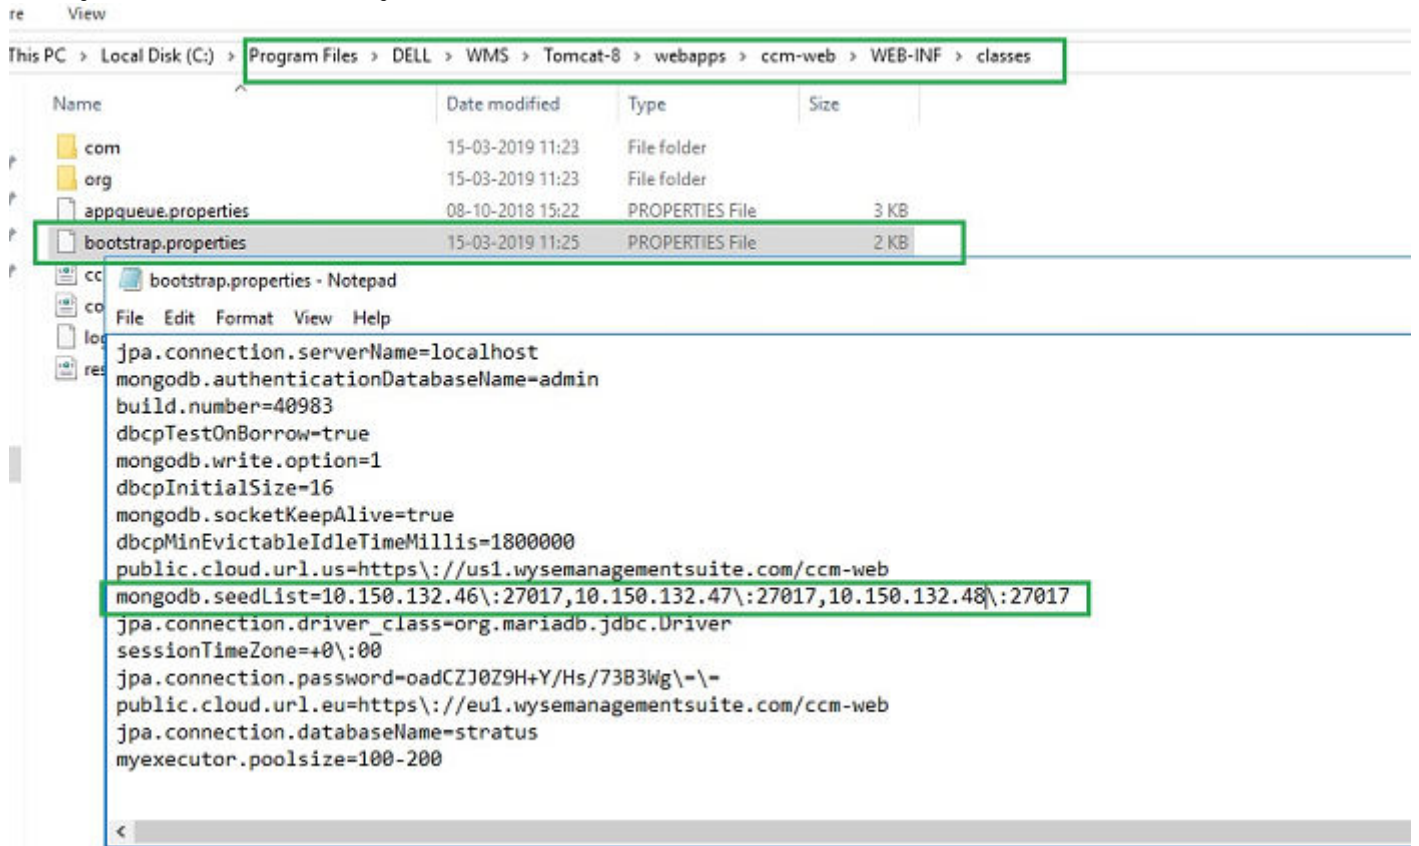 re View
This PC > Local Disk (C:) > Program Files > DELL > WMS > Tomcat-8 > webapps > ccm-web > WEB-INF > classes
Name Date modified Type Size
com 15-03-2019 11:23 File folder
org 15-03-2019 11:23 File folder
appqueue.properties 08-10-2018 15:22 PROPERTIES File 3 KB
bootstrap.properties 15-03-2019 11:25 PROPERTIES File 2 KB
cc
bootstrap.properties - Notepad
co
File Edit Format View Help
log
jpa.connection.serverName=localhost
res
mongodb.authenticationDatabaseName=admin
build.number=40983
dbcpTestOnBorrow=true
mongodb.write.option=1
dbcpInitialSize=16
mongodb.socketKeepAlive=true
dbcpMinEvictableIdleTimeMillis=1800000
public.cloud.url.us=https\://us1.wysemanagementsuite.com/ccm-web
mongodb.seedList=10.150.132.46\:27017,10.150.132.47\:27017,10.150.132.48\:27017
jpa.connection.driver_class=org.mariadb.jdbc.Driver
sessionTimeZone=+0\:00
jpa.connection.password=oadCZJ0Z9H+Y/Hs/73B3Wg\=\=
public.cloud.url.eu=https\://eu1.wysemanagementsuite.com/ccm-web
jpa.connection.databaseName=stratus
myexecutor.poolsize=100-200